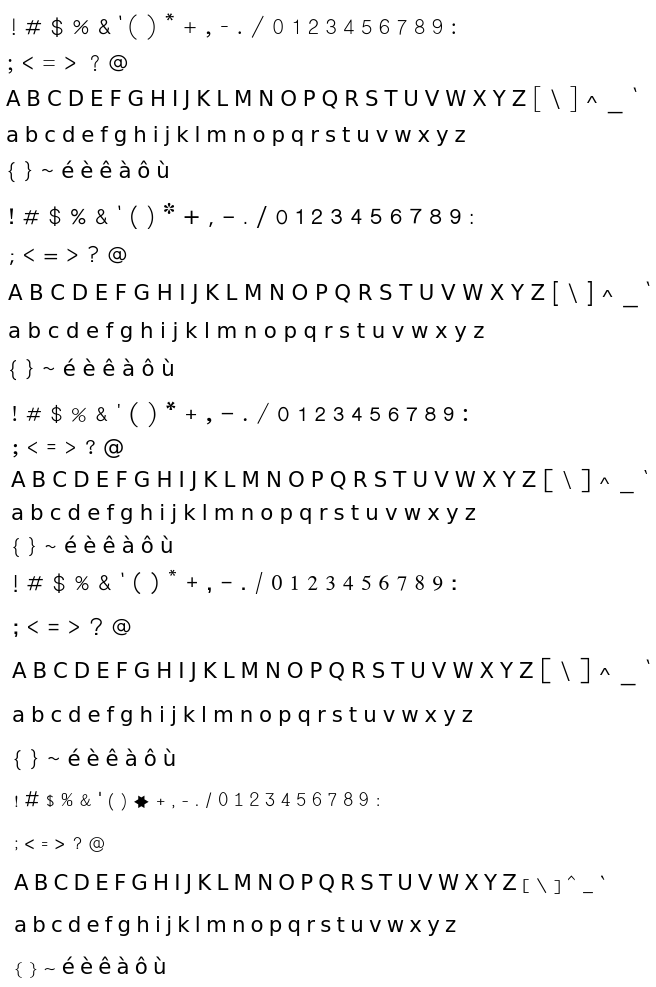 ! # $ % & ' ( ) * + , - . / 0 1 2 3 4 5 6 7 8 9 :
; < = > ? @
A B C D E F G H I J K L M N O P Q R S T U V W X Y Z [ \ ] ^ _ `
a b c d e f g h i j k l m n o p q r s t u v w x y z
{ } ~ é è ê à ô ù
! # $ % & ' ( ) * + , - . / 0 1 2 3 4 5 6 7 8 9 :
; < = > ? @
A B C D E F G H I J K L M N O P Q R S T U V W X Y Z [ \ ] ^ _ `
a b c d e f g h i j k l m n o p q r s t u v w x y z
{ } ~ é è ê à ô ù
! # $ % & ' ( ) * + , - . / 0 1 2 3 4 5 6 7 8 9 :
; < = > ? @
A B C D E F G H I J K L M N O P Q R S T U V W X Y Z [ \ ] ^ _ `
a b c d e f g h i j k l m n o p q r s t u v w x y z
{ } ~ é è ê à ô ù
! # $ % & ' ( ) * + , - . / 0 1 2 3 4 5 6 7 8 9 :
; < = > ? @
A B C D E F G H I J K L M N O P Q R S T U V W X Y Z [ \ ] ^ _ `
a b c d e f g h i j k l m n o p q r s t u v w x y z
{ } ~ é è ê à ô ù
! # $ % & ' ( ) * + , - . / 0 1 2 3 4 5 6 7 8 9 :
; < = > ? @
A B C D E F G H I J K L M N O P Q R S T U V W X Y Z [ \ ] ^ _ `
a b c d e f g h i j k l m n o p q r s t u v w x y z
{ } ~ é è ê à ô ù